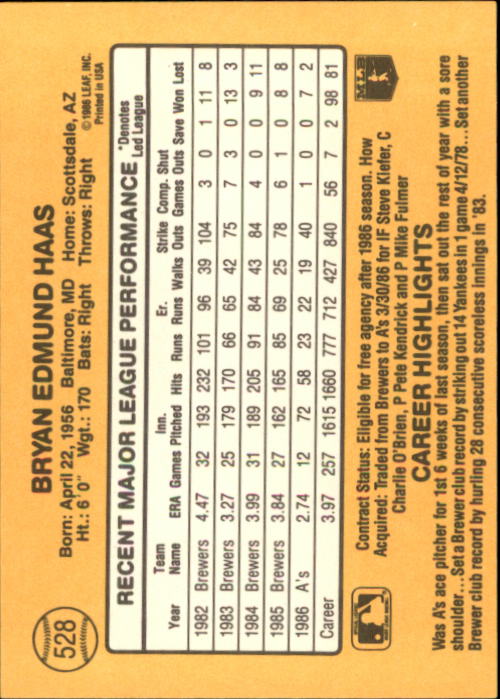 528
BRYAN EDMUND HAAS
Born: April 22, 1956 Baltimore, MD Home: Scottsdale, AZ
Ht.: 6'0" Wgt.: 170 Bats: Right Throws: Right
© 1986 LEAF, INC.
Printed in USA
RECENT MAJOR LEAGUE PERFORMANCE
*Denotes
Led League
Year Team Name ERA Games Inn. Pitched Hits Runs Er. Runs Walks Strike Outs Comp. Games Shut Outs Save Won Lost
1982 Brewers 4.47 32 193 232 101 96 39 104 3 0 1 11 8
1983 Brewers 3.27 25 179 170 66 65 42 75 7 3 0 13 3
1984 Brewers 3.99 31 189 205 91 84 43 84 4 0 0 9 11
1985 Brewers 3.84 27 162 165 85 69 25 78 6 1 0 8 8
1986 A's 2.74 12 72 58 23 22 19 40 1 0 0 7 2
Career 3.97 257 1615 1660 777 712 427 840 56 7 2 98 81
Contract Status: Eligible for free agency after 1986 season. How
Acquired: Traded from Brewers to A's 3/30/86 for IF Steve Kiefer, C
Charlie O'Brien, P Pete Kendrick and P Mike Fulmer
MLB
CAREER HIGHLIGHTS
Was A's ace pitcher for 1st 6 weeks of last season, then sat out the rest of year with a sore
shoulder...Set a Brewer club record by striking out 14 Yankees in 1 game 4/12/78...Set another
Brewer club record by hurling 28 consecutive scoreless innings in '83.